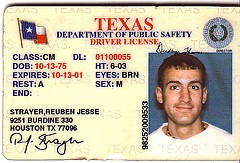 TEXAS
DEPARTMENT OF PUBLIC SAFETY
DRIVER LICENSE
CLASS:CM DL: 01100055
DOB: 10-13-75 HT: 6-03
EXPIRES: 10-13-01 EYES: BRN
REST: A SEX: M
END:
STRAYER,REUBEN JESSE
9251 BURDINE 330
HOUSTON TX 77096
98252009533